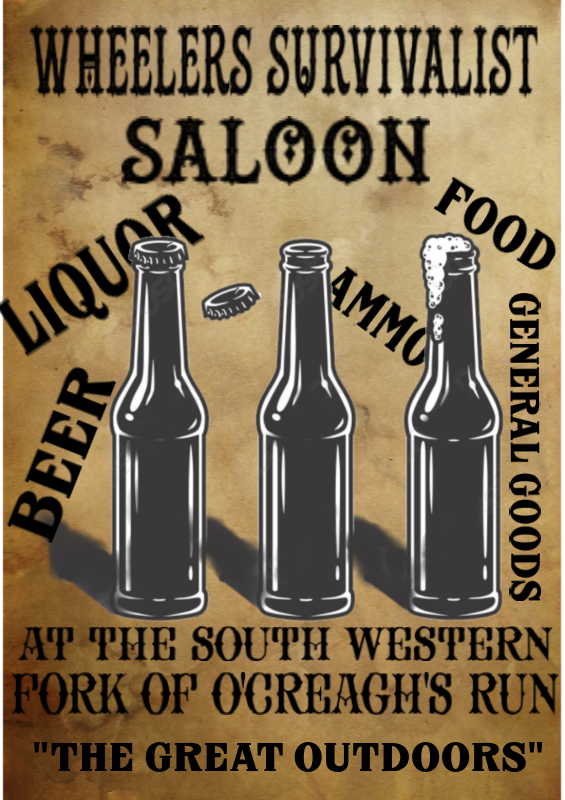 WHEELERS SURVIVALIST
SALOON
LIQUOR
FOOD
AMMO
BEER
GENERAL GOODS
AT THE SOUTH WESTERN
FORK OF O'CREAGH'S RUN
"THE GREAT OUTDOORS"